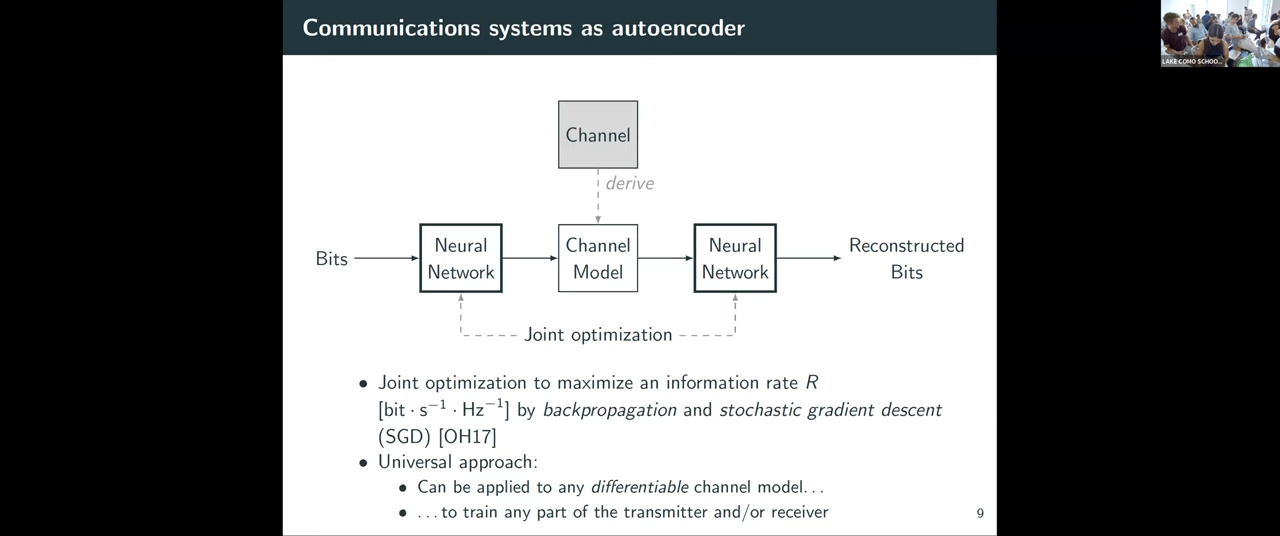 Communications systems as autoencoder
LAKE COMO SCHOO...
Channel
derive
Bits
Neural
Network
Channel
Model
Neural
Network
Reconstructed
Bits
Joint optimization
• Joint optimization to maximize an information rate R
[bit · s⁻¹ · Hz⁻¹] by backpropagation and stochastic gradient descent
(SGD) [OH17]
• Universal approach:
• Can be applied to any differentiable channel model...
• ...to train any part of the transmitter and/or receiver
9